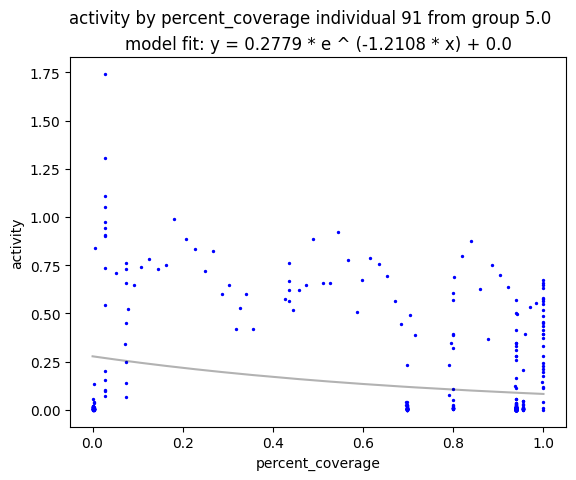 activity by percent_coverage individual 91 from group 5.0
model fit: y = 0.2779 * e ^ (-1.2108 * x) + 0.0
1.75
1.50
1.25
1.00
0.75
0.50
0.25
0.00
activity
0.0 0.2 0.4 0.6 0.8 1.0
percent_coverage